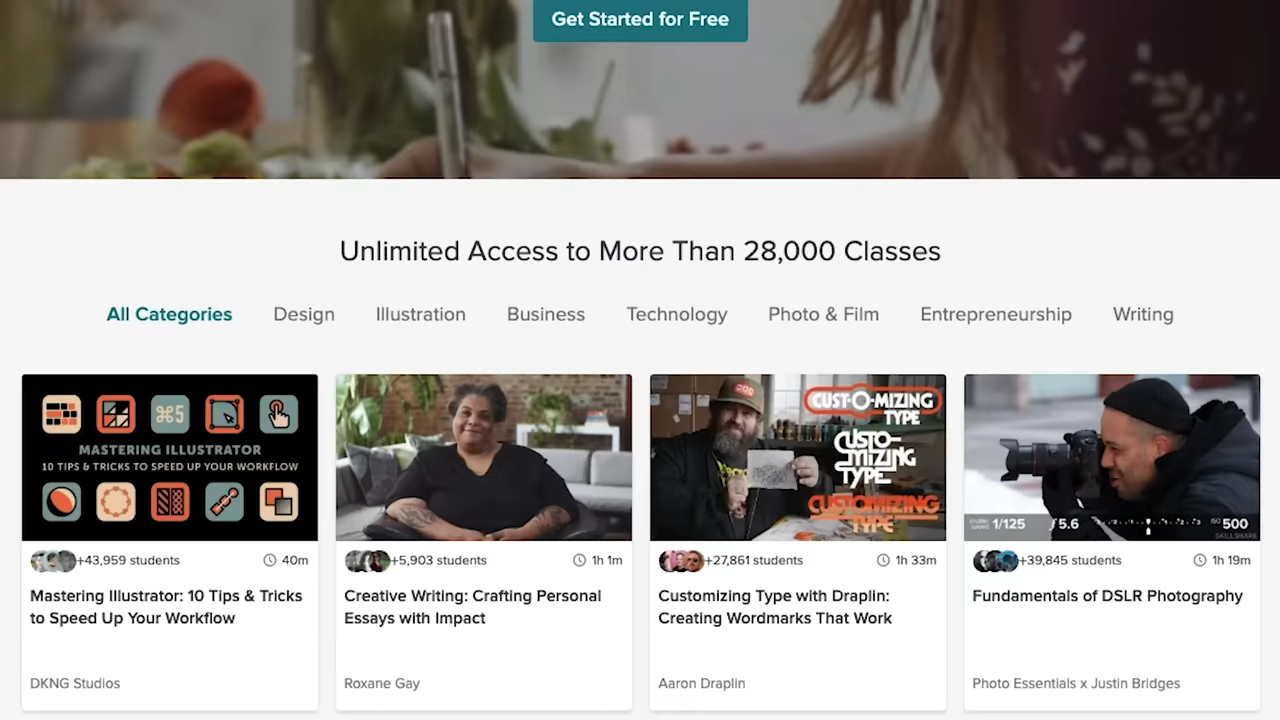 Get Started for Free
Unlimited Access to More Than 28,000 Classes
All Categories
Design
Illustration
Business
Technology
Photo & Film
Entrepreneurship
Writing
⌘5
MASTERING ILLUSTRATOR
10 TIPS & TRICKS TO SPEED UP YOUR WORKFLOW
+43,959 students
40m
Mastering Illustrator: 10 Tips & Tricks
to Speed Up Your Workflow
DKNG Studios
+5,903 students
1h 1m
Creative Writing: Crafting Personal
Essays with Impact
Roxane Gay
CUST-O-MIZING
TYPE
CUSTO-
MIZING
TYPE
CUSTOMIZING
TYPE
+27,861 students
1h 33m
Customizing Type with Draplin:
Creating Wordmarks That Work
Aaron Draplin
1/125
f5.6
ISO 500
SKILLSHARE
+39,845 students
1h 19m
Fundamentals of DSLR Photography
Photo Essentials x Justin Bridges